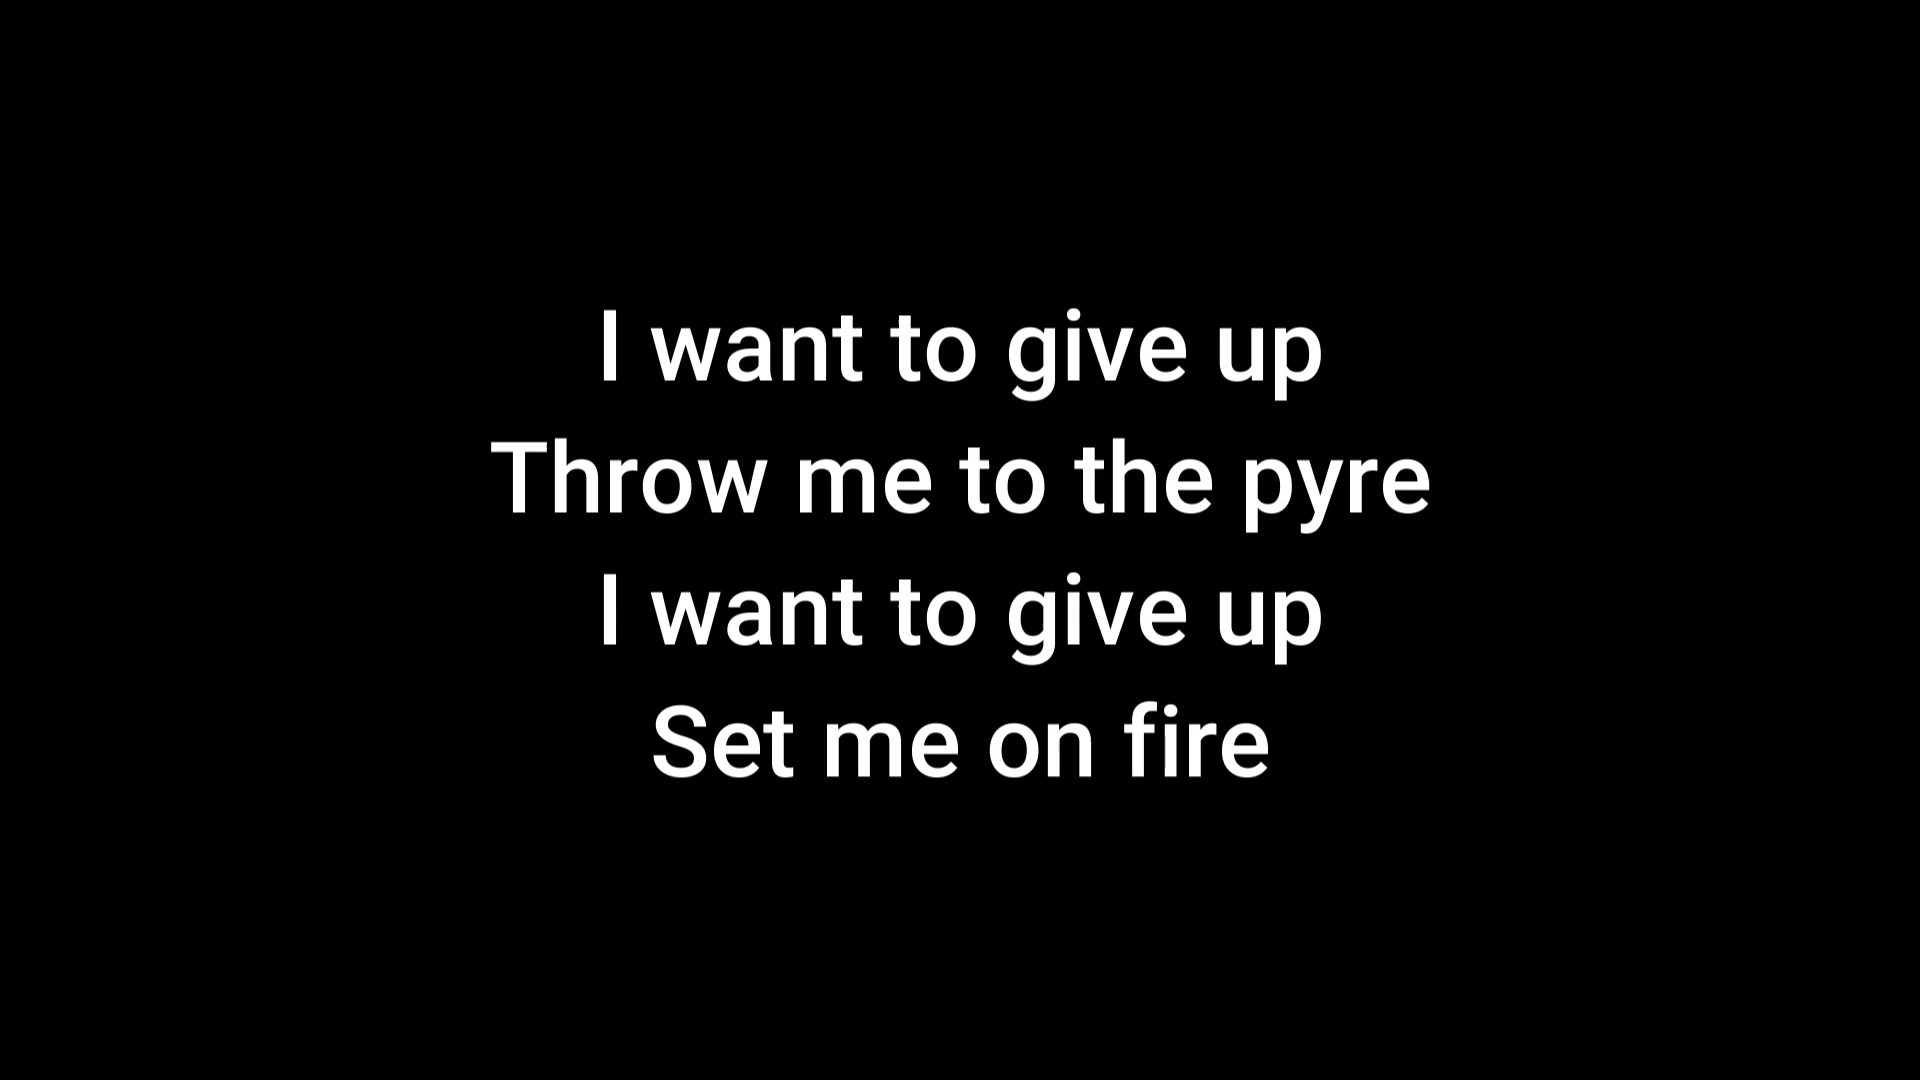 I want to give up
Throw me to the pyre
I want to give up
Set me on fire